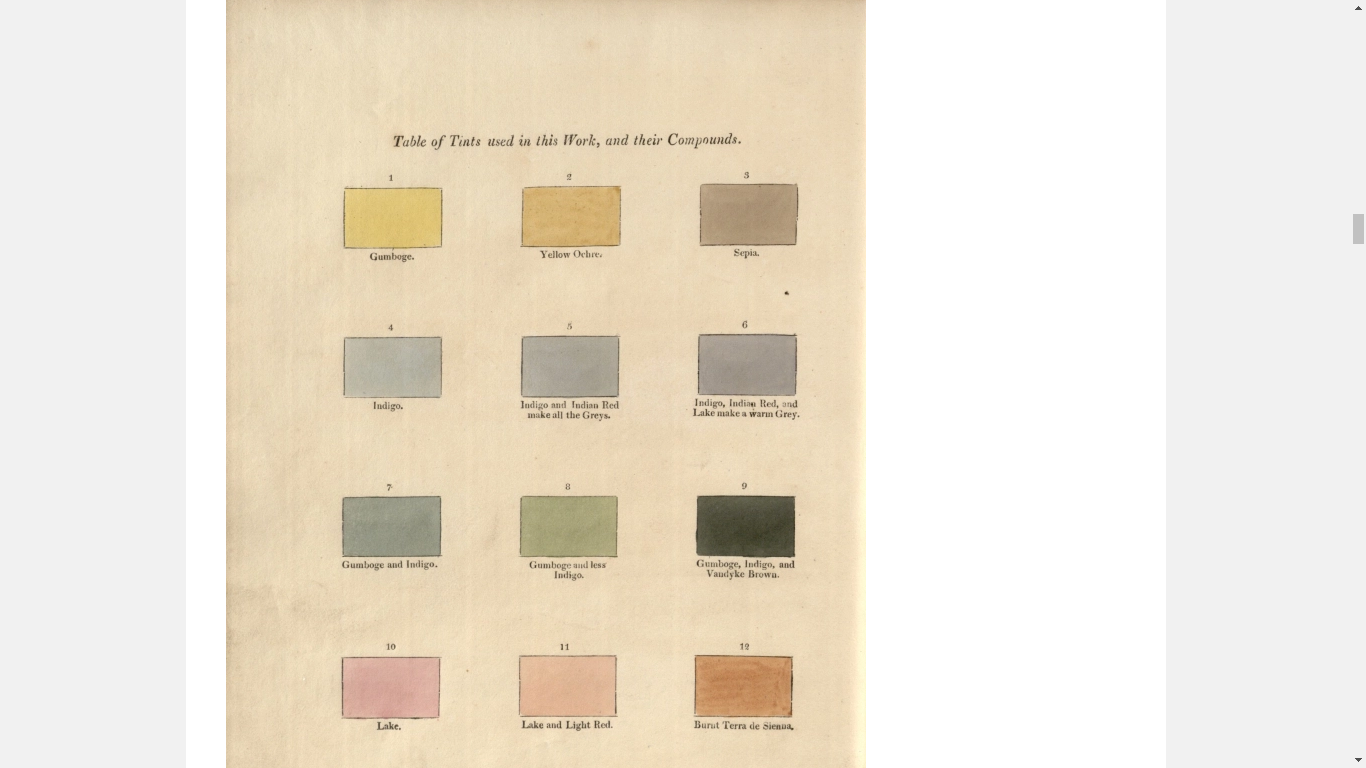 Table of Tints used in this Work, and their Compounds.
1
2
3
Gumboge.
Yellow Ochre.
Sepia.
4
5
6
Indigo.
Indigo and Indian Red
make all the Greys.
Indigo, Indian Red, and
Lake make a warm Grey.
7
8
9
Gumboge and Indigo.
Gumboge and less
Indigo.
Gumboge, Indigo, and
Vandyke Brown.
10
11
12
Lake.
Lake and Light Red.
Burnt Terra de Sienna.